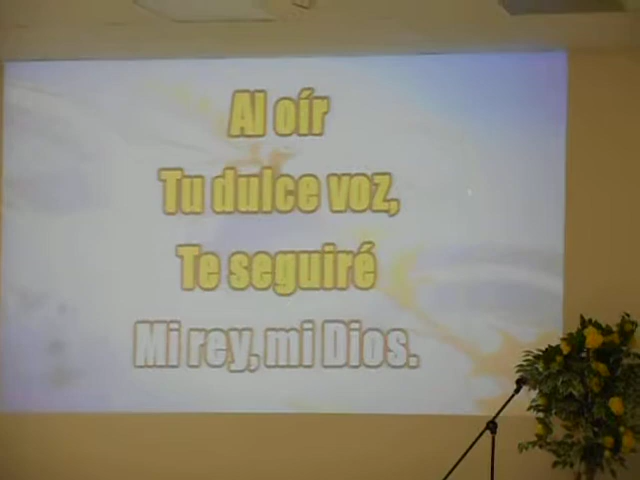 Al oír
Tu dulce voz,
Te seguiré
Mi rey, mi Dios.